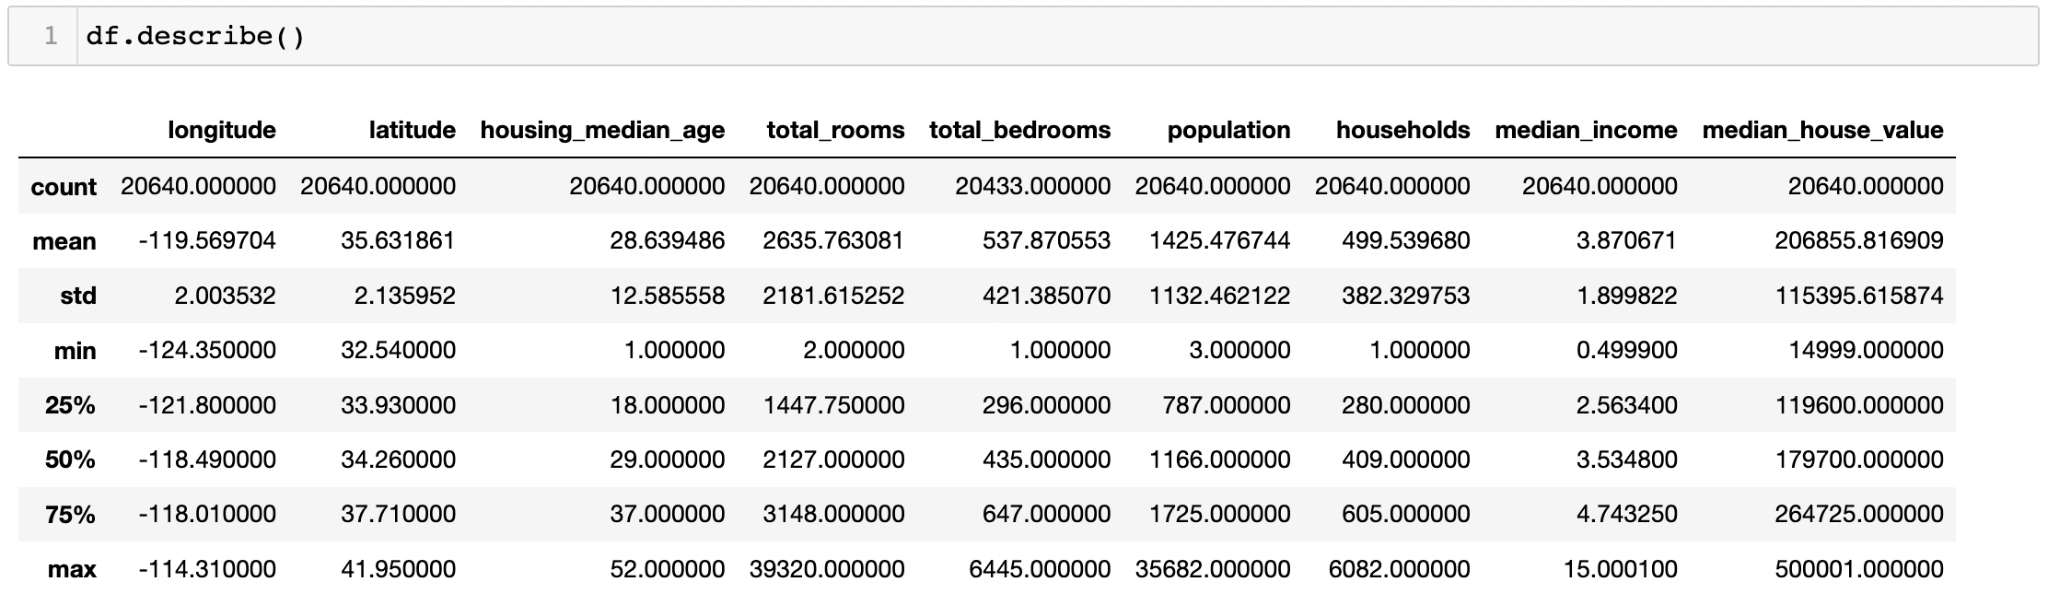 1 df.describe()
longitude latitude housing_median_age total_rooms total_bedrooms population households median_income median_house_value
count 20640.000000 20640.000000 20640.000000 20640.000000 20433.000000 20640.000000 20640.000000 20640.000000 20640.000000
mean -119.569704 35.631861 28.639486 2635.763081 537.870553 1425.476744 499.539680 3.870671 206855.816909
std 2.003532 2.135952 12.585558 2181.615252 421.385070 1132.462122 382.329753 1.899822 115395.615874
min -124.350000 32.540000 1.000000 2.000000 1.000000 3.000000 1.000000 0.499900 14999.000000
25% -121.800000 33.930000 18.000000 1447.750000 296.000000 787.000000 280.000000 2.563400 119600.000000
50% -118.490000 34.260000 29.000000 2127.000000 435.000000 1166.000000 409.000000 3.534800 179700.000000
75% -118.010000 37.710000 37.000000 3148.000000 647.000000 1725.000000 605.000000 4.743250 264725.000000
max -114.310000 41.950000 52.000000 39320.000000 6445.000000 35682.000000 6082.000000 15.000100 500001.000000